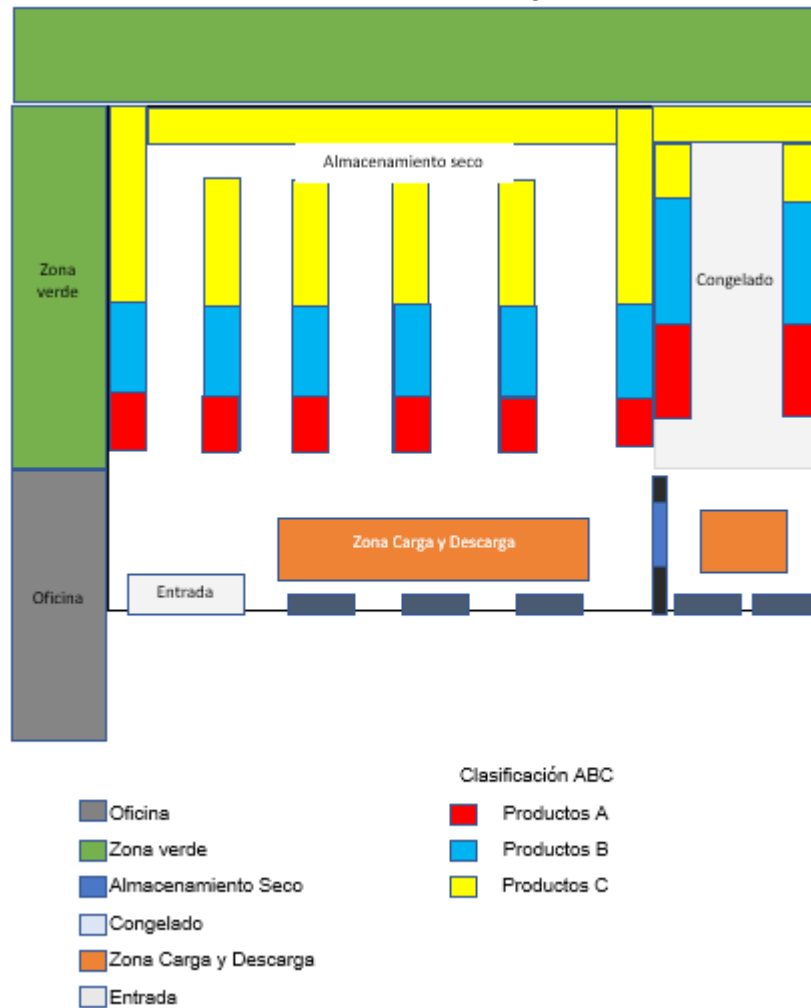 Almacenamiento seco
Zona
verde
Congelado
Zona Carga y Descarga
Entrada
Oficina
Clasificación ABC
Oficina
Productos A
Zona verde
Productos B
Almacenamiento Seco
Productos C
Congelado
Zona Carga y Descarga
Entrada